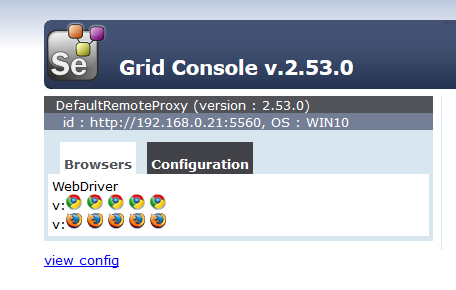 Se
Grid Console v.2.53.0
DefaultRemoteProxy (version : 2.53.0)
id : http://192.168.0.21:5560, OS : WIN10
Browsers Configuration
WebDriver
v:
v:
view config